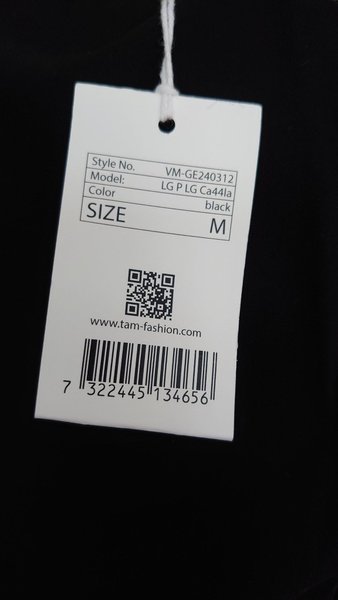 Style No. VM-GE240312
Model: LG P LG Ca44la
Color black
SIZE M
www.tam-fashion.com
7 322445 134656